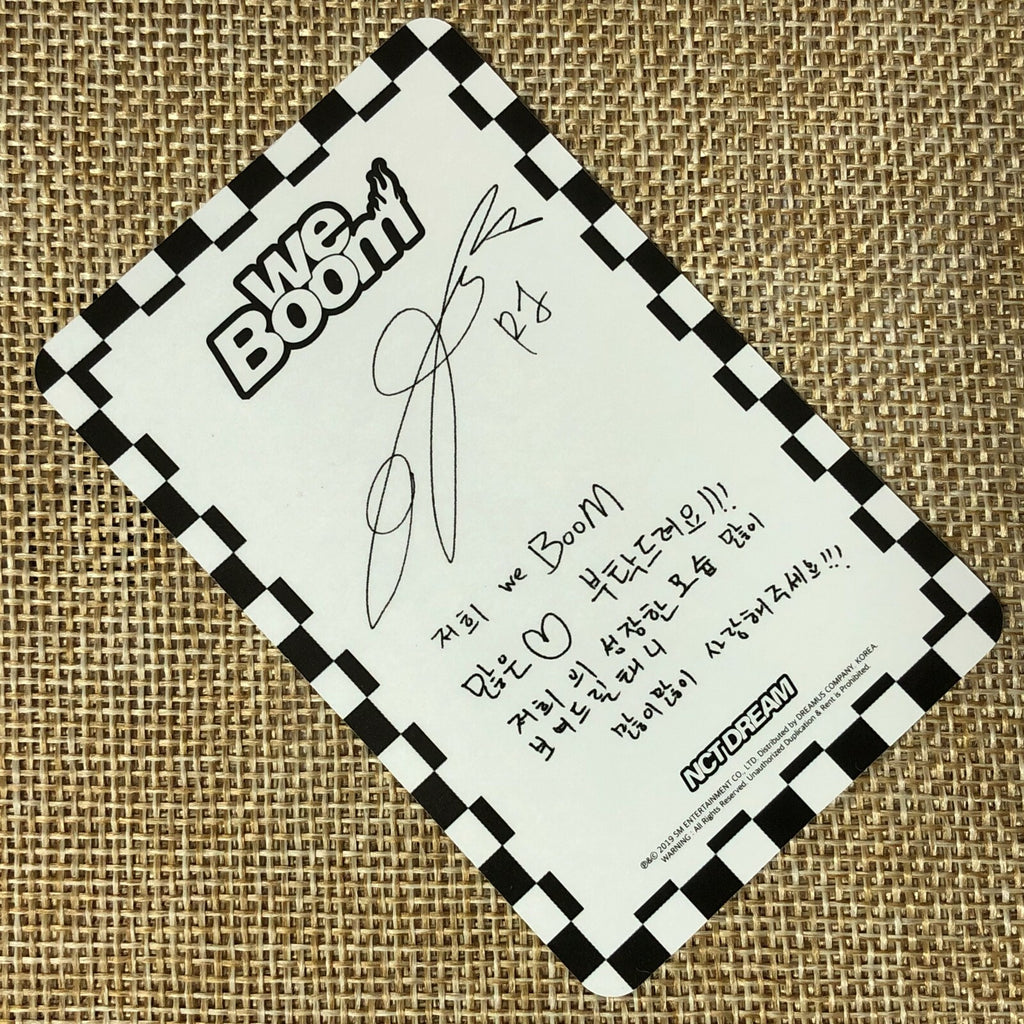 We
Boom
RJ
저희 we BooM
많은♡ 부탁드려요!!!
저희의 성장한 모습 많이
보여드릴테니
많이많이 사랑해주세요!!!
NCT DREAM
℗&© 2019 SM ENTERTAINMENT CO., LTD. Distributed by DREAMUS COMPANY, KOREA.
WARNING : All Rights Reserved. Unauthorized Duplication & Rent is Prohibited.